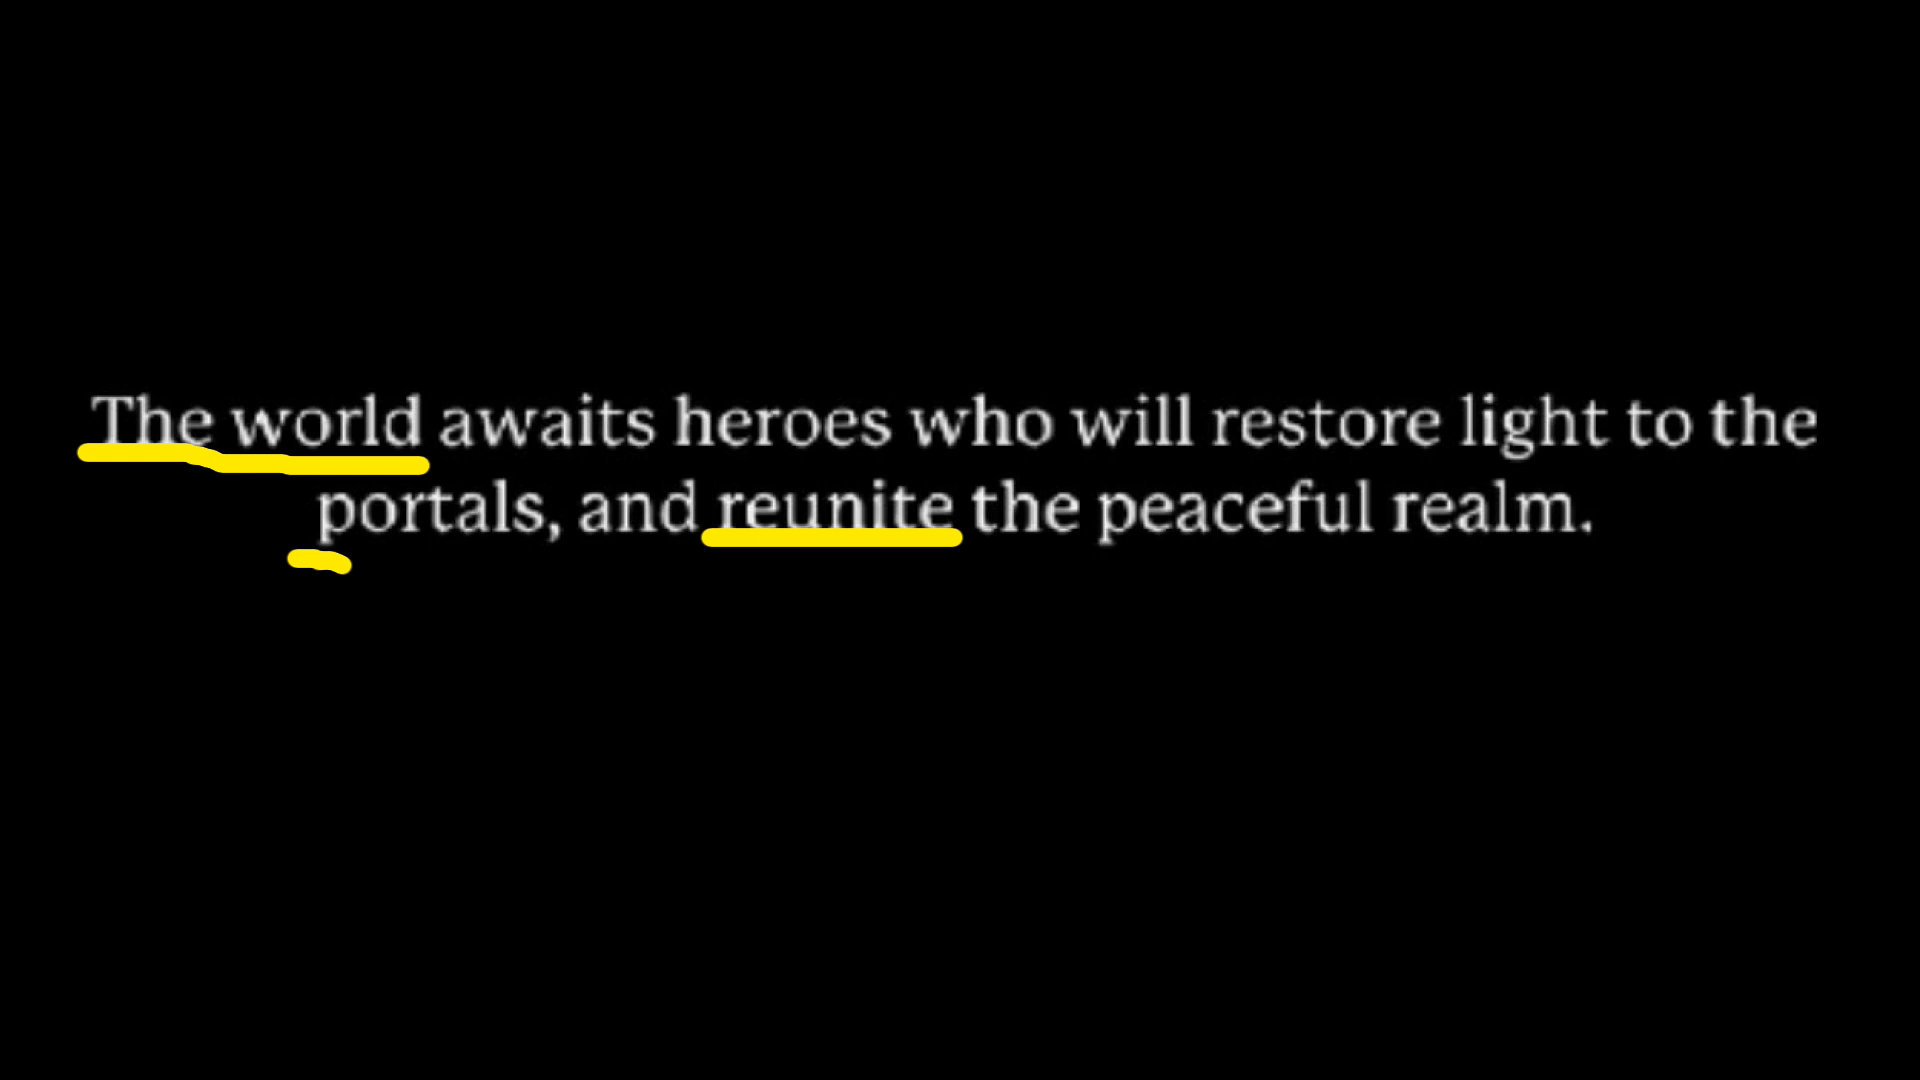 The world awaits heroes who will restore light to the
portals, and reunite the peaceful realm.